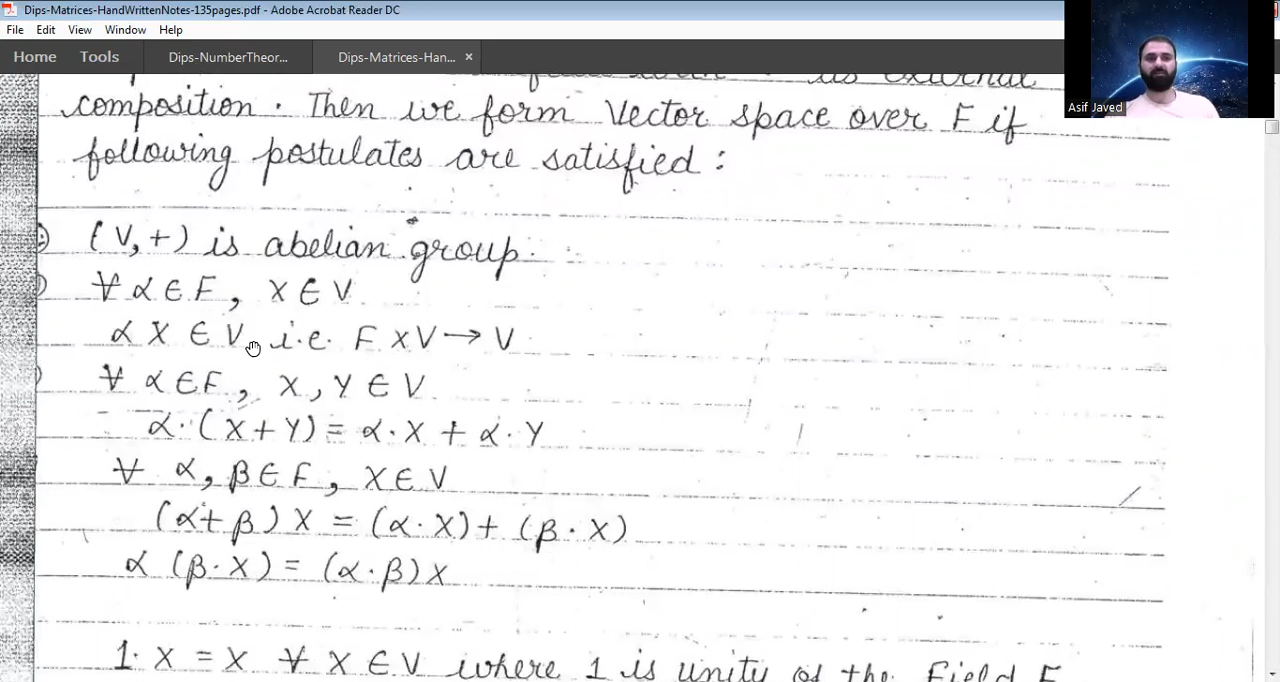 Dips-Matrices-HandWrittenNotes-135pages.pdf - Adobe Acrobat Reader DC
File Edit View Window Help
Home Tools Dips-NumberTheor... Dips-Matrices-Han... ×
Asif Javed
its external
composition. Then we form Vector space over F if
following postulates are satisfied :
(V, +) is abelian group.
∀ α ∈ F, X ∈ V
α X ∈ V i.e. F X V → V
∀ α ∈ F, X, Y ∈ V
α·(X+Y) = α·X + α·Y
∀ α, β ∈ F, X ∈ V
(α+β) X = (α·X) + (β·X)
α (β·X) = (α·β)X
1. X = X ∀ X ∈ V where 1 is unity of the field F